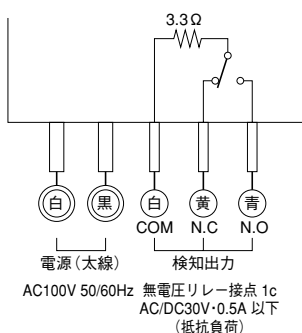 3.3Ω
白 黒 白 黄 青
COM N.C N.O
電源（太線） 検知出力
AC100V 50/60Hz 無電圧リレー接点 1c
AC/DC30V･0.5A 以下
（抵抗負荷）